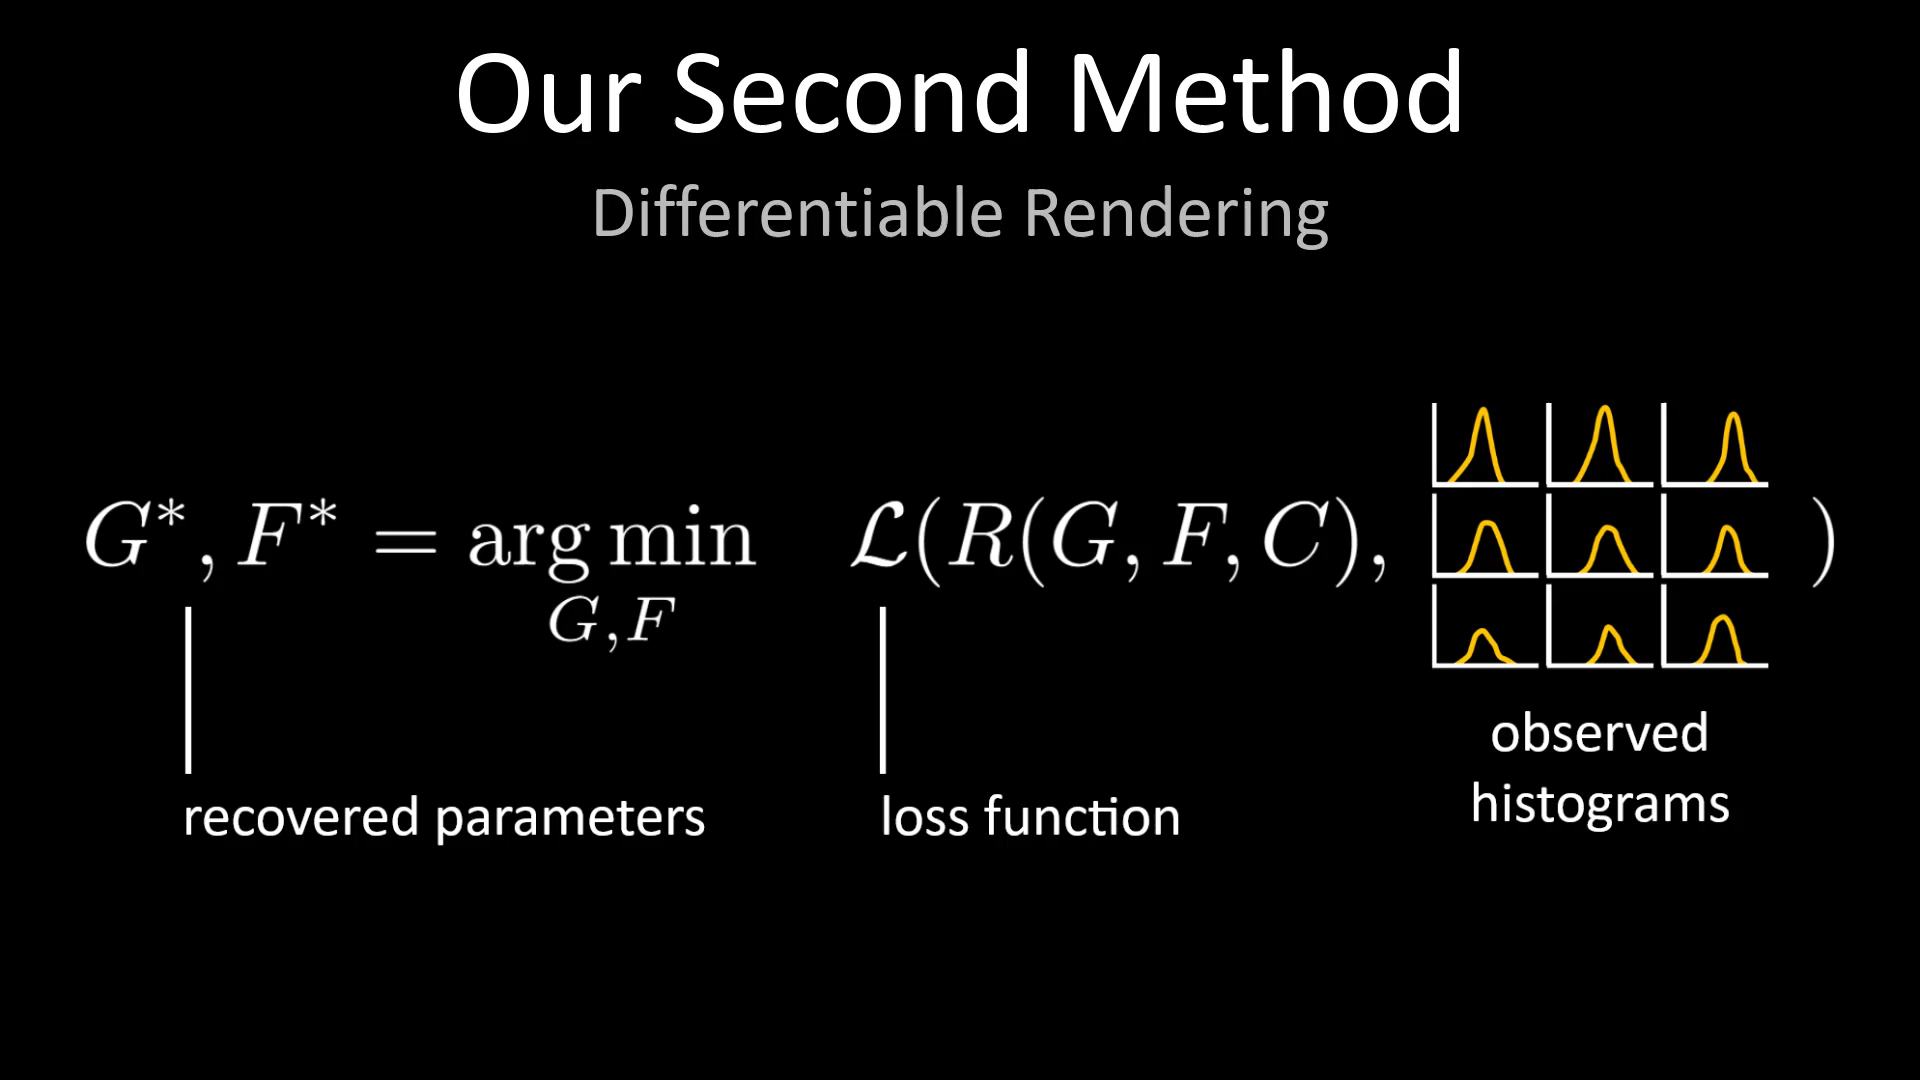 Our Second Method
Differentiable Rendering
G*, F* = arg min ℒ(R(G, F, C), )
G,F
recovered parameters
loss function
observed
histograms